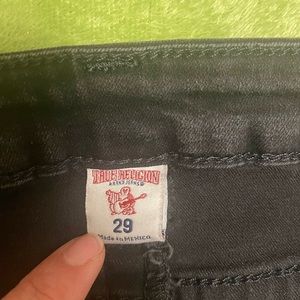 TRUE RELIGION
BRAND JEANS
29
Made in MEXICO